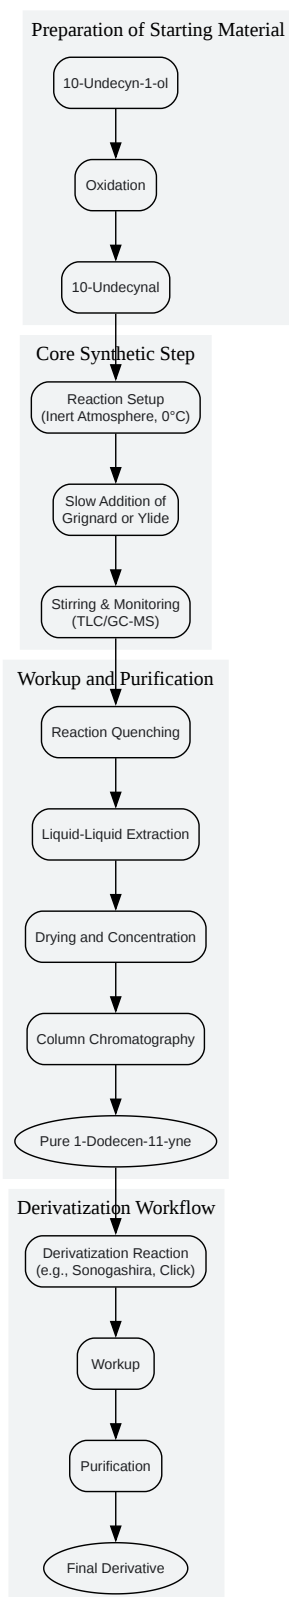 Preparation of Starting Material
10-Undecyn-1-ol
Oxidation
10-Undecynal
Core Synthetic Step
Reaction Setup
(Inert Atmosphere, 0°C)
Slow Addition of
Grignard or Ylide
Stirring & Monitoring
(TLC/GC-MS)
Workup and Purification
Reaction Quenching
Liquid-Liquid Extraction
Drying and Concentration
Column Chromatography
Pure 1-Dodecen-11-yne
Derivatization Workflow
Derivatization Reaction
(e.g., Sonogashira, Click)
Workup
Purification
Final Derivative